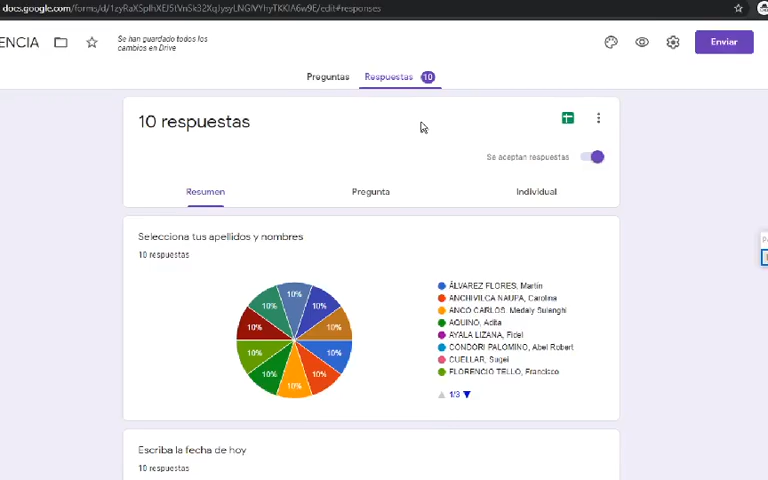 docs.google.com/forms/d/1zyRaXSpIhXEJ5tVnSk32XqJysyLNGIVYhyTKKIA6w9E/edit#responses
ENCIA
Se han guardado todos los
cambios en Drive
Enviar
Preguntas
Respuestas 10
10 respuestas
Se aceptan respuestas
Resumen
Pregunta
Individual
Selecciona tus apellidos y nombres
10 respuestas
10%
10%
10%
10%
10%
10%
10%
10%
10%
10%
ÁLVAREZ FLORES, Martín
ANCHIVILCA NAUPA, Carolina
ANCO CARLOS, Medaly Sulenghi
AQUINO, Adita
AYALA LIZANA, Fidel
CONDORI PALOMINO, Abel Robert
CUELLAR, Sugei
FLORENCIO TELLO, Francisco
1/3
Escriba la fecha de hoy
10 respuestas